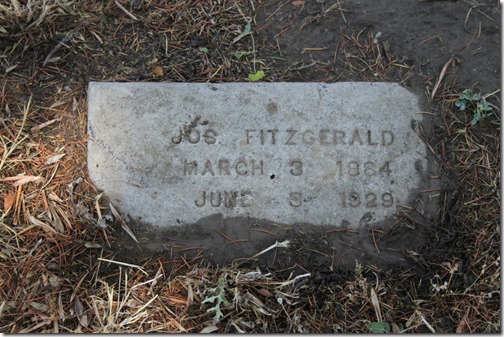 JOS FITZGERALD
MARCH 3 1884
JUNE 5 1929